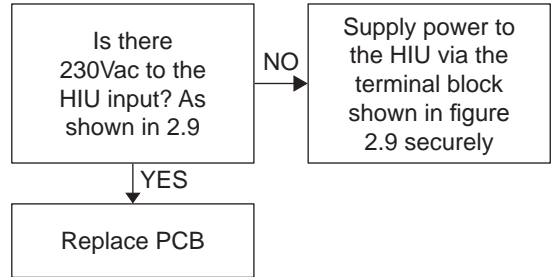 Is there
230Vac to the
HIU input? As
shown in 2.9
NO
Supply power to
the HIU via the
terminal block
shown in figure
2.9 securely
YES
Replace PCB